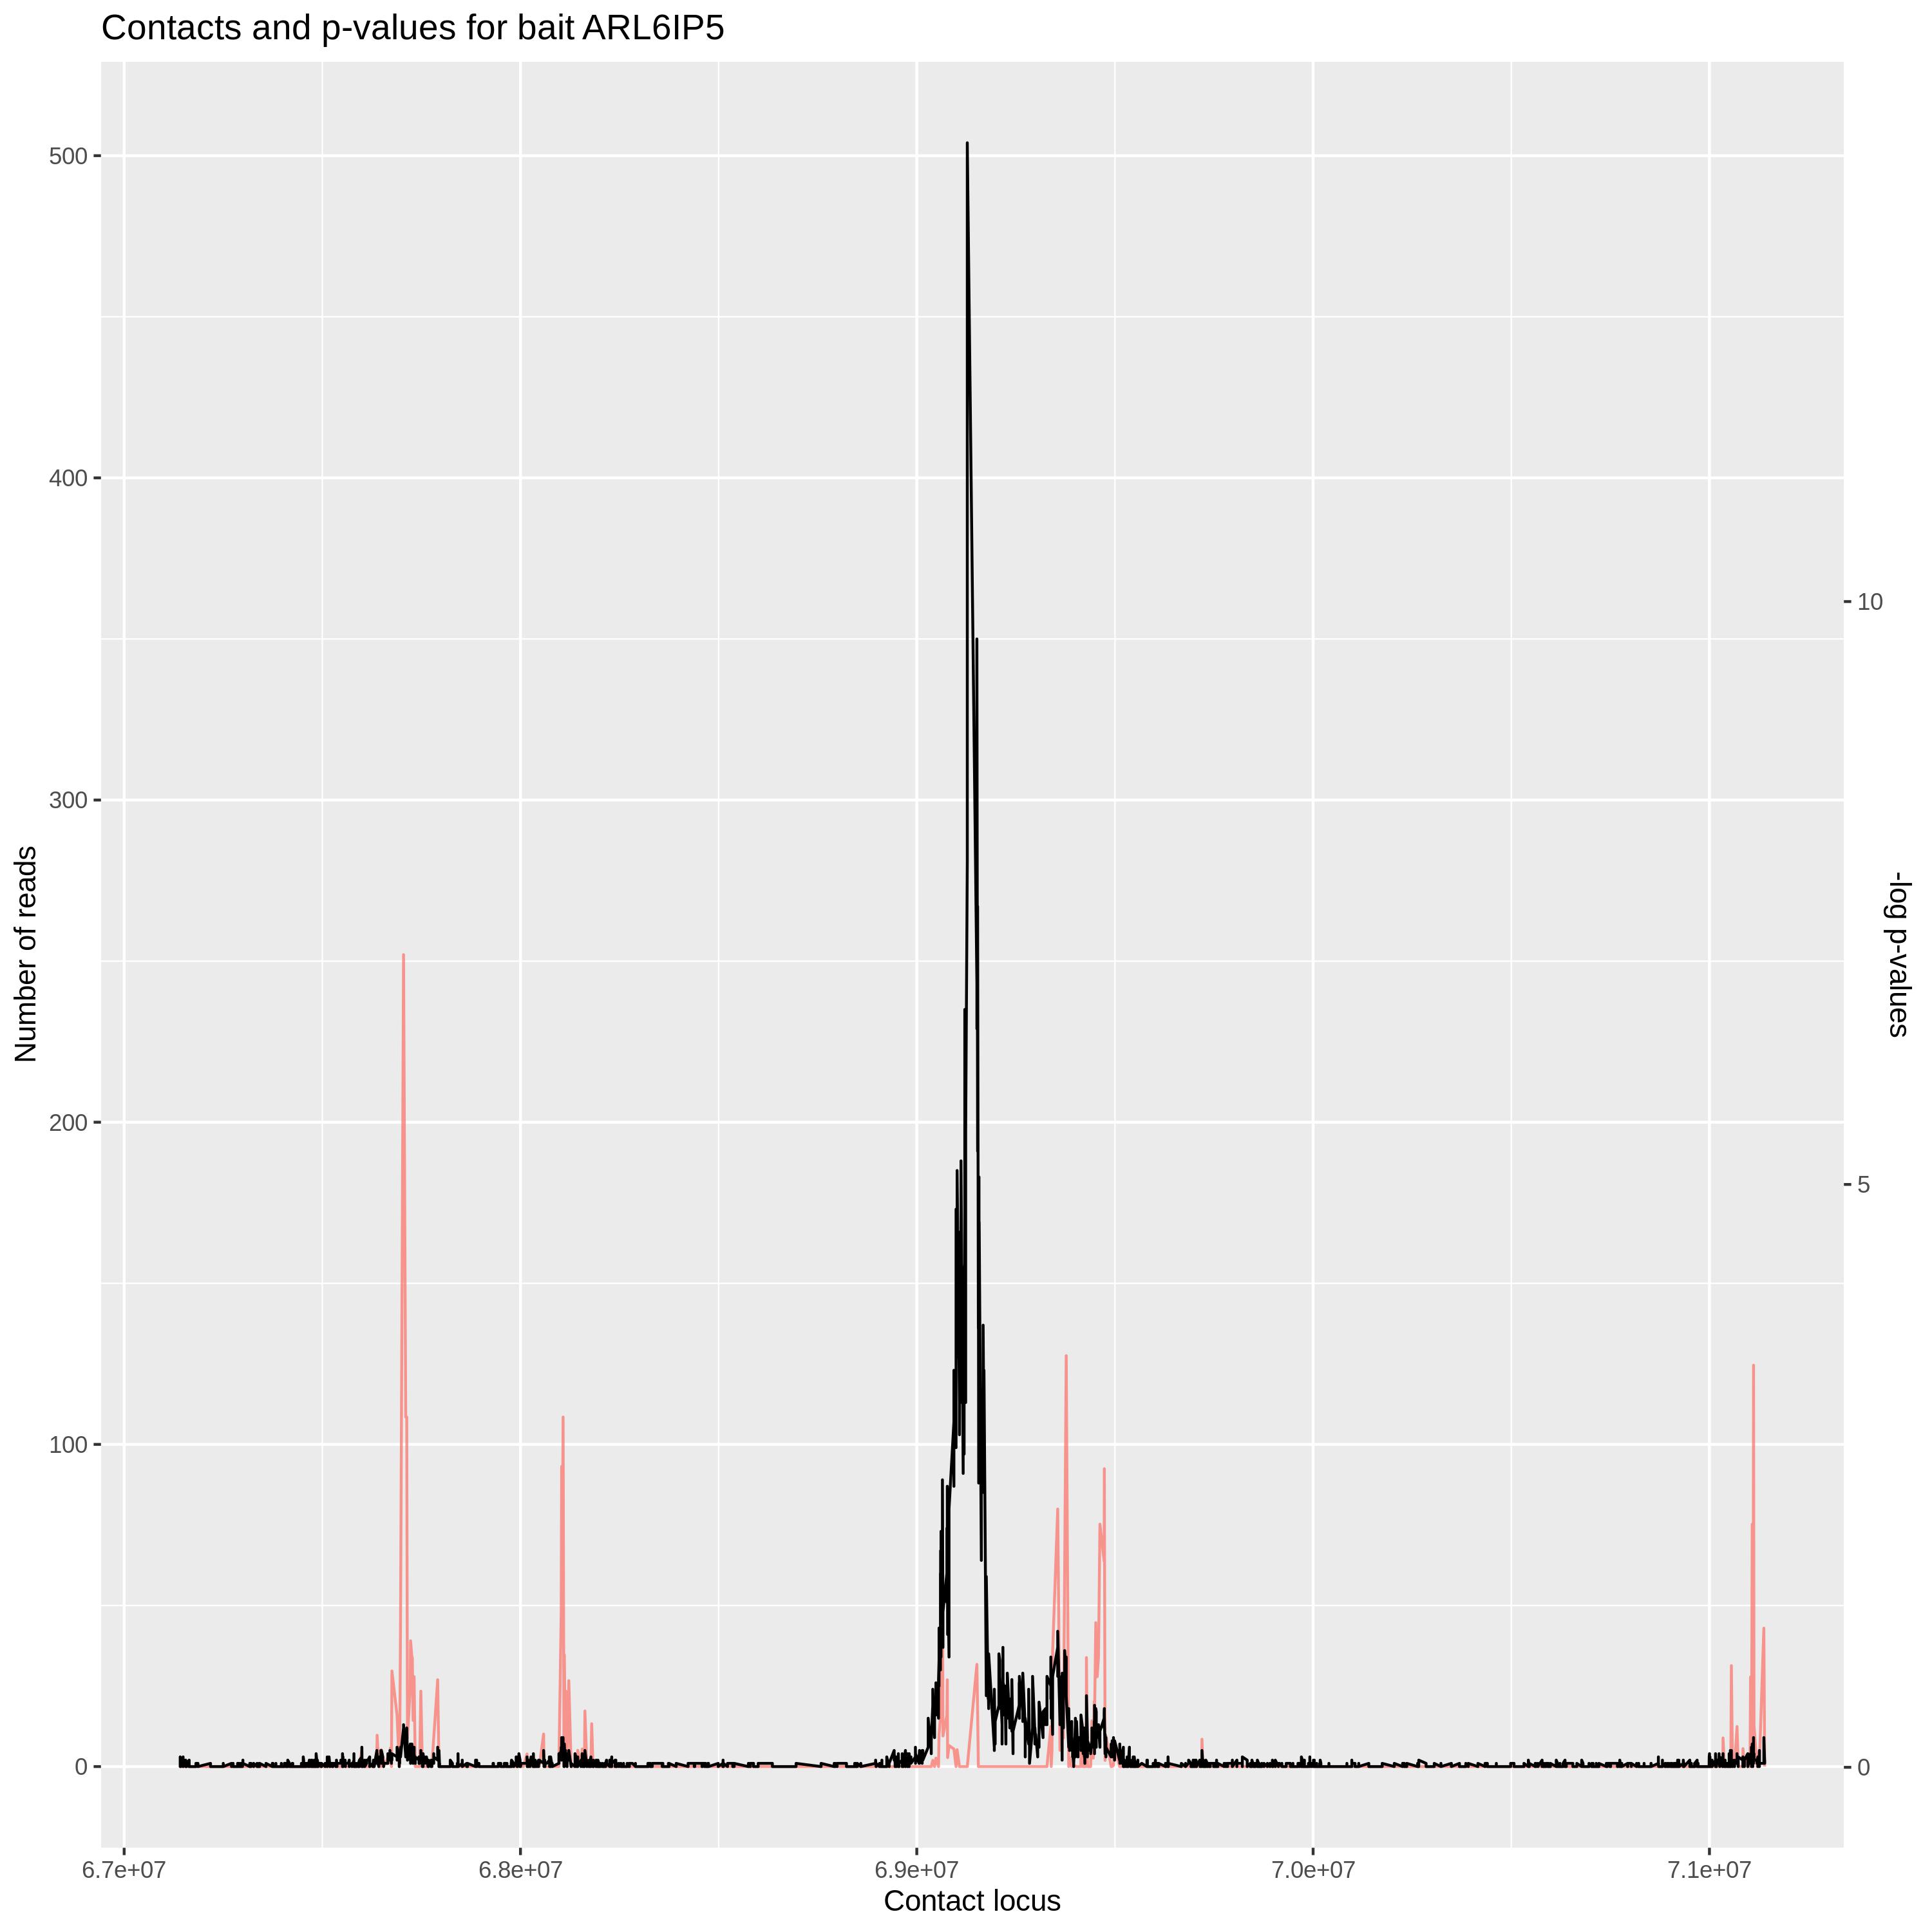 Contacts and p-values for bait ARL6IP5
500
400
300
200
100
0
Number of reads
10
5
0
-log p-values
6.7e+07
6.8e+07
6.9e+07
7.0e+07
7.1e+07
Contact locus